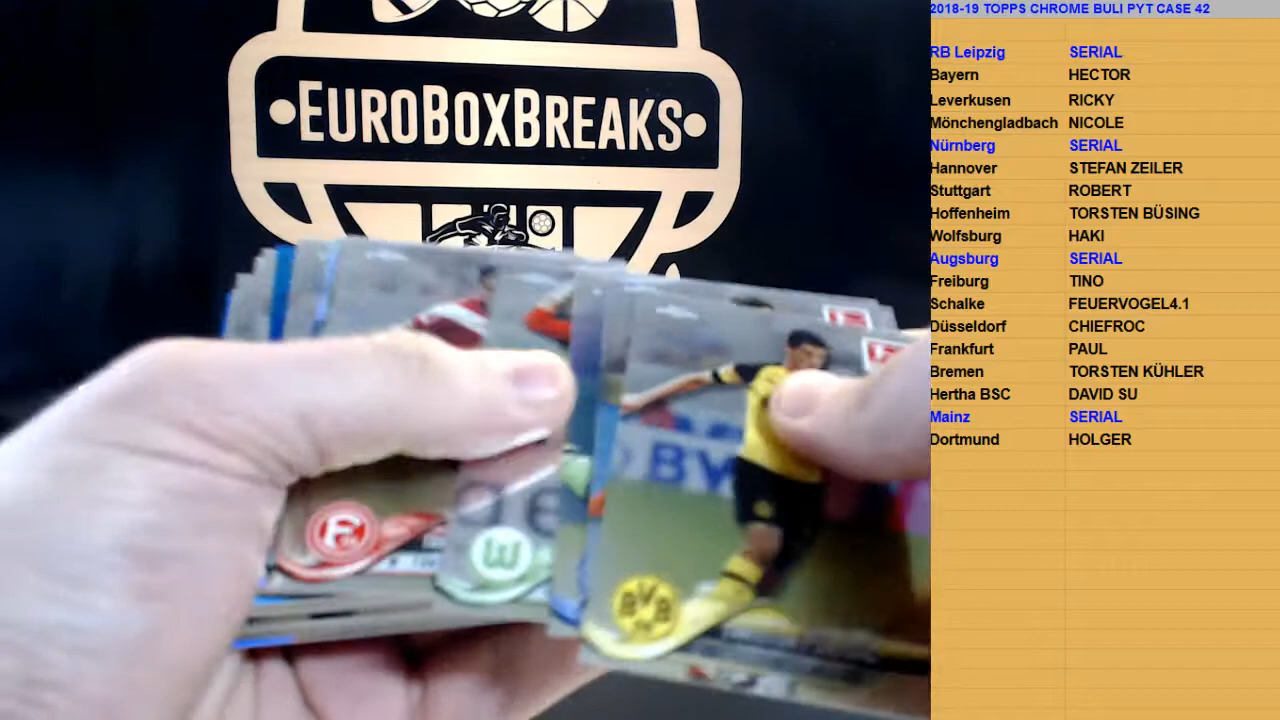 2018-19 TOPPS CHROME BULI PYT CASE 42
RB Leipzig SERIAL
Bayern HECTOR
Leverkusen RICKY
Mönchengladbach NICOLE
Nürnberg SERIAL
Hannover STEFAN ZEILER
Stuttgart ROBERT
Hoffenheim TORSTEN BÜSING
Wolfsburg HAKI
Augsburg SERIAL
Freiburg TINO
Schalke FEUERVOGEL4.1
Düsseldorf CHIEFROC
Frankfurt PAUL
Bremen TORSTEN KÜHLER
Hertha BSC DAVID SU
Mainz SERIAL
Dortmund HOLGER
EUROBOXBREAKS
F
W
BVB
09